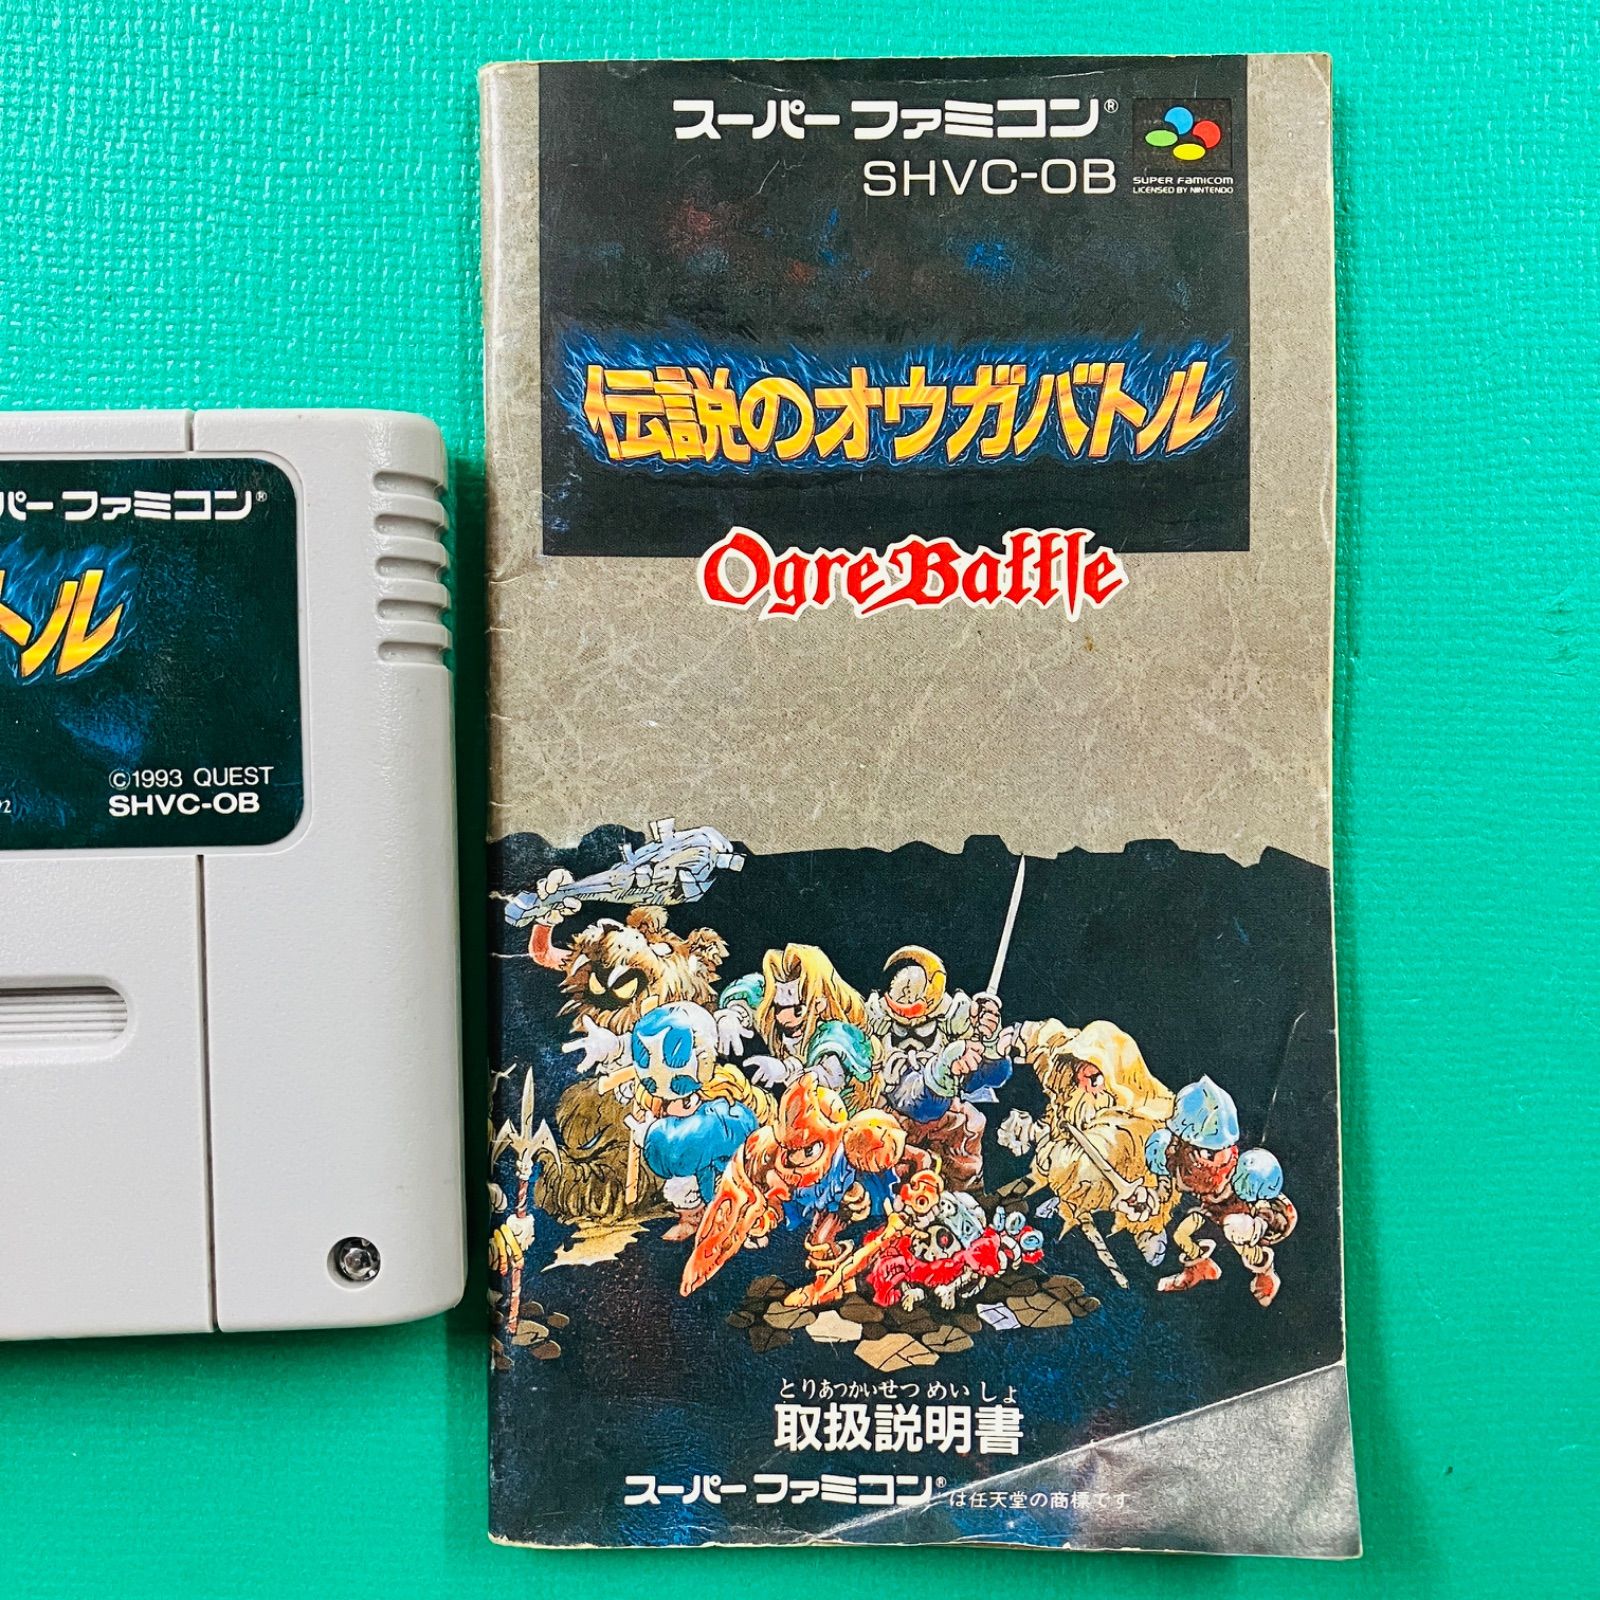 スーパーファミコン®
SHVC-OB
SUPER FAMICOM
LICENSED BY NINTENDO
伝説のオウガバトル
Ogre Battle
とりあつかいせつめいしょ
取扱説明書
スーパーファミコン®は任天堂の商標です
パーファミコン®
トル
©1993 QUEST
SHVC-OB